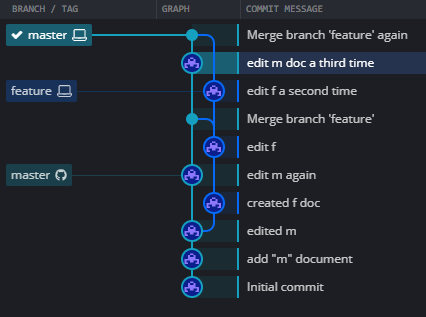 BRANCH / TAG GRAPH COMMIT MESSAGE
master Merge branch 'feature' again
edit m doc a third time
feature edit f a second time
Merge branch 'feature'
edit f
master edit m again
created f doc
edited m
add "m" document
Initial commit